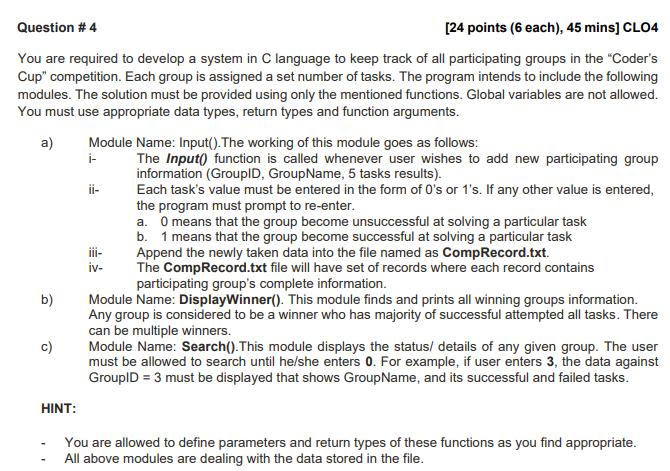 Question # 4 [24 points (6 each), 45 mins] CLO4
You are required to develop a system in C language to keep track of all participating groups in the “Coder’s
Cup” competition. Each group is assigned a set number of tasks. The program intends to include the following
modules. The solution must be provided using only the mentioned functions. Global variables are not allowed.
You must use appropriate data types, return types and function arguments.
a) Module Name: Input().The working of this module goes as follows:
i- The Input() function is called whenever user wishes to add new participating group
information (GroupID, GroupName, 5 tasks results).
ii- Each task’s value must be entered in the form of 0’s or 1’s. If any other value is entered,
the program must prompt to re-enter.
a. 0 means that the group become unsuccessful at solving a particular task
b. 1 means that the group become successful at solving a particular task
iii- Append the newly taken data into the file named as CompRecord.txt.
iv- The CompRecord.txt file will have set of records where each record contains
participating group’s complete information.
b) Module Name: DisplayWinner(). This module finds and prints all winning groups information.
Any group is considered to be a winner who has majority of successful attempted all tasks. There
can be multiple winners.
c) Module Name: Search().This module displays the status/ details of any given group. The user
must be allowed to search until he/she enters 0. For example, if user enters 3, the data against
GroupID = 3 must be displayed that shows GroupName, and its successful and failed tasks.
HINT:
- You are allowed to define parameters and return types of these functions as you find appropriate.
- All above modules are dealing with the data stored in the file.